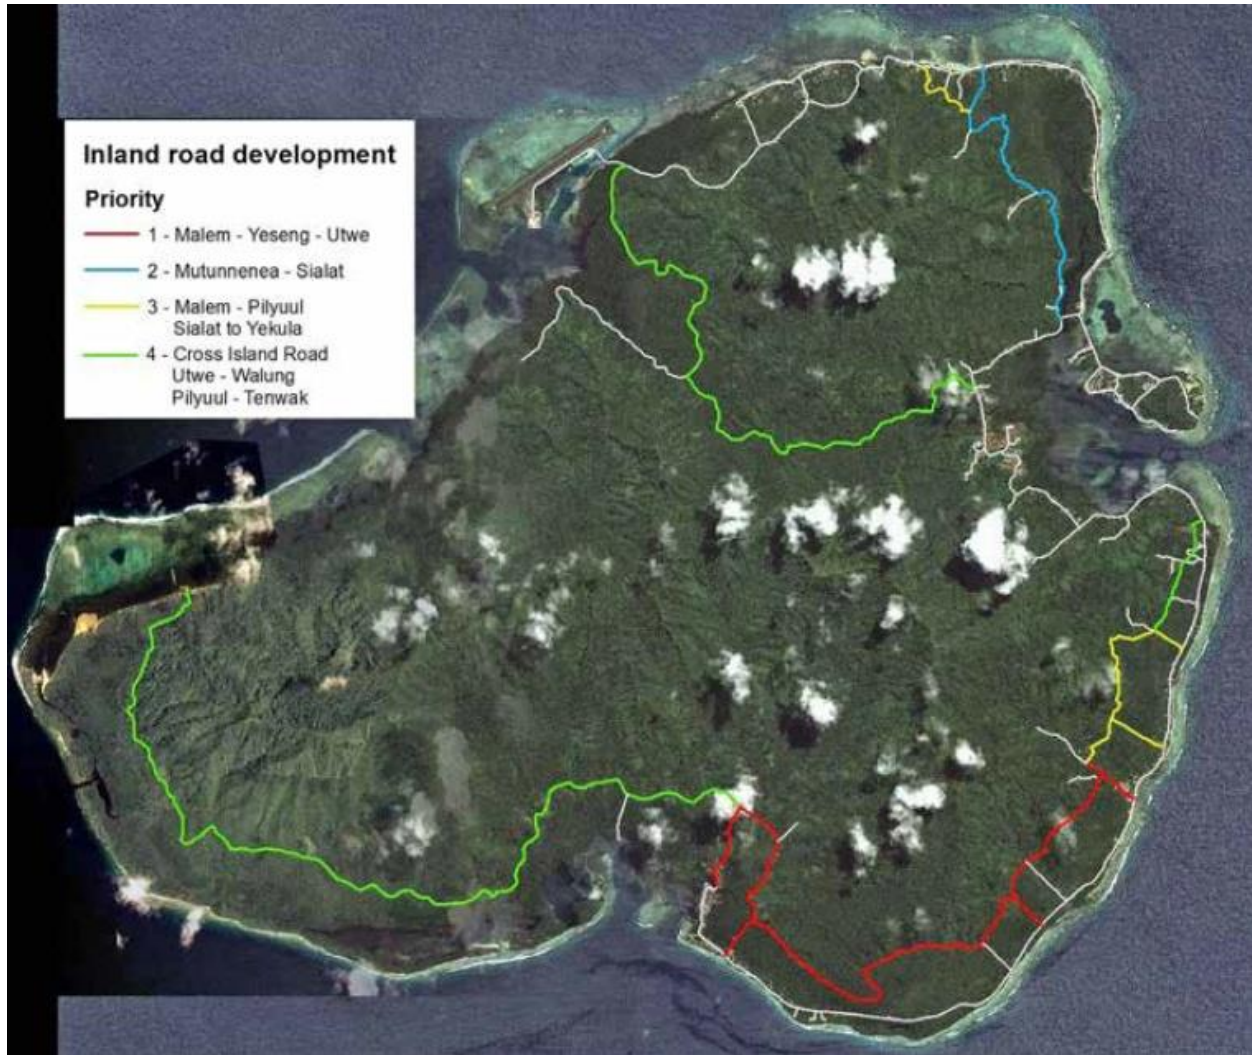 Inland road development
Priority
1 - Malem - Yeseng - Utwe
2 - Mutunnenea - Sialat
3 - Malem - Pilyuul
Sialat to Yekula
4 - Cross Island Road
Utwe - Walung
Pilyuul - Tenwak